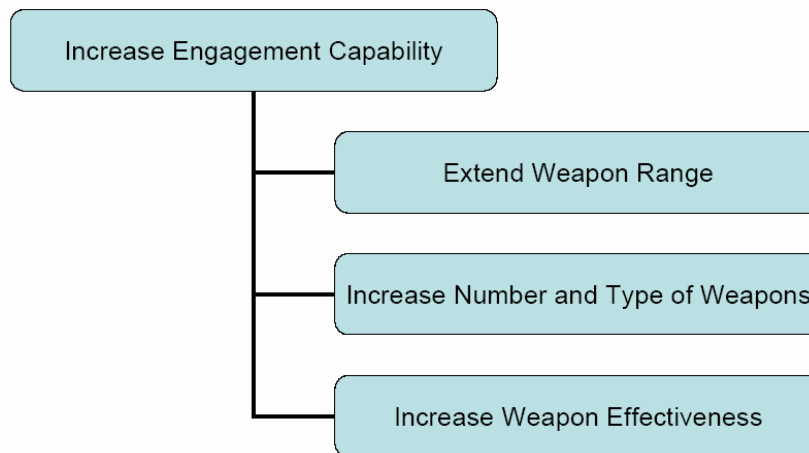 Increase Engagement Capability
Extend Weapon Range
Increase Number and Type of Weapons
Increase Weapon Effectiveness